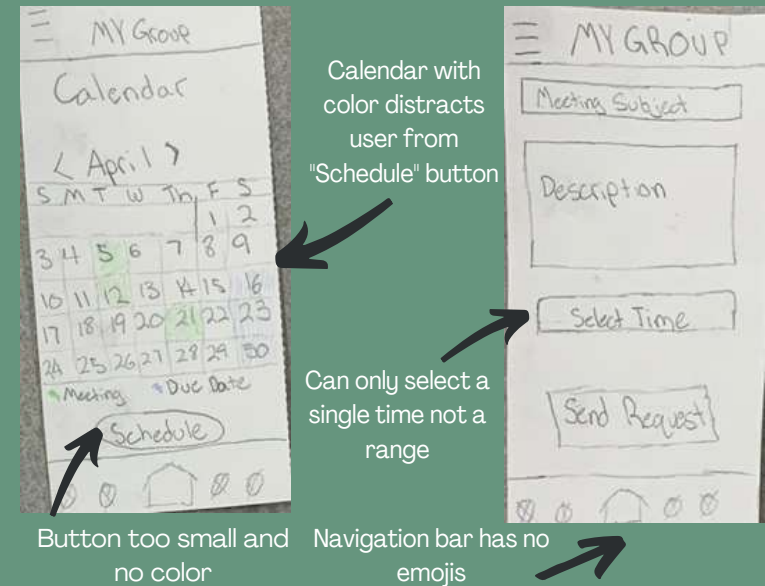 MY Group
Calendar
< April >
S M T W Th F S
1 2
3 4 5 6 7 8 9
10 11 12 13 14 15 16
17 18 19 20 21 22 23
24 25 26 27 28 29 30
Meeting Due Date
Schedule
Calendar with
color distracts
user from
"Schedule" button
Can only select a
single time not a
range
Button too small and
no color
Navigation bar has no
emojis
MY GROUP
Meeting Subject
Description
Select Time
Send Request